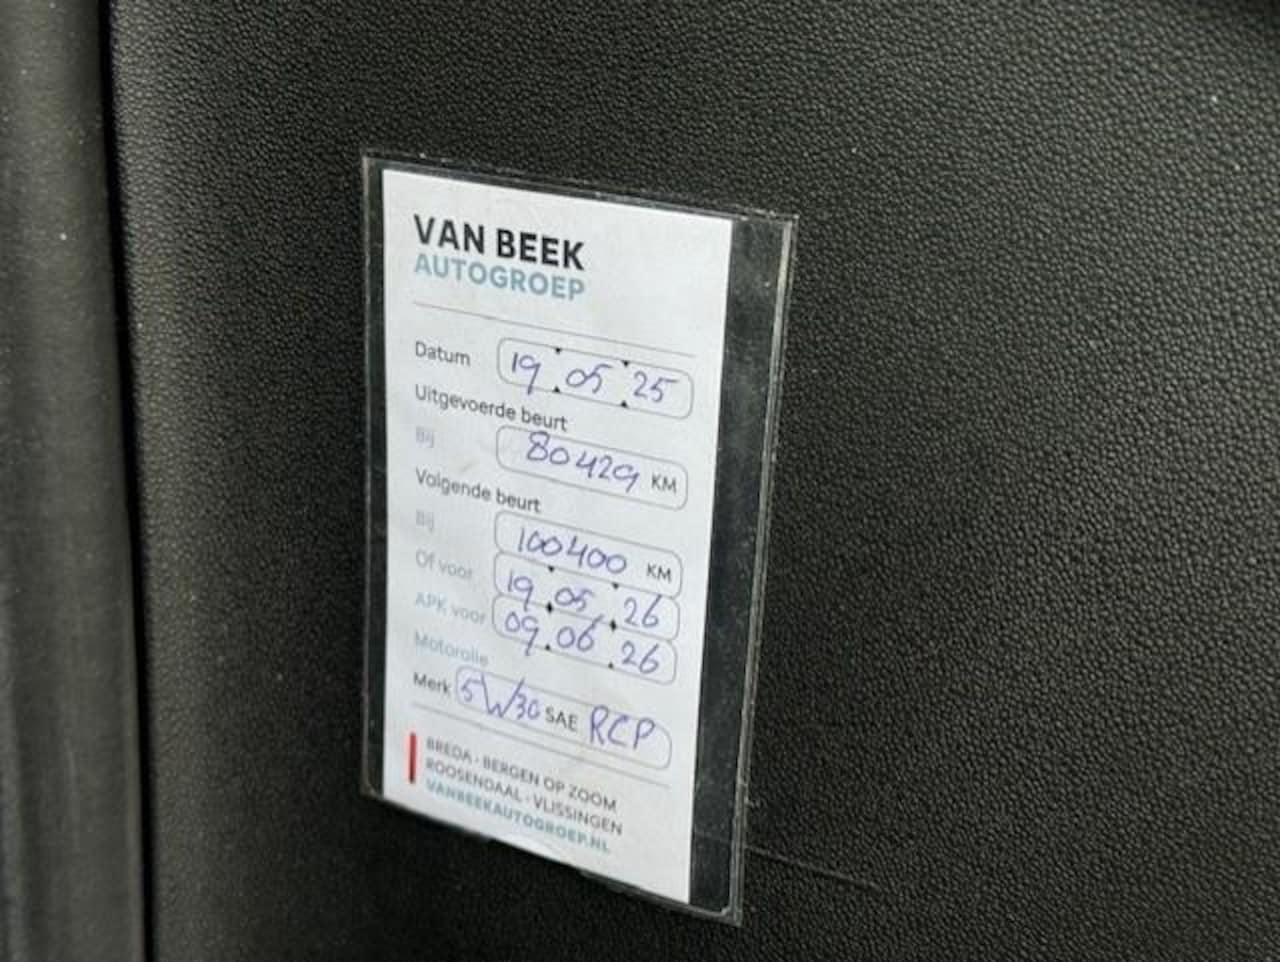 VAN BEEK
AUTOGROEP
Datum 19.05.25
Uitgevoerde beurt
Bij 80429 KM
Volgende beurt
Bij 100400 KM
Of voor 19.05.26
APK voor 09.06.26
Motorolie
Merk 5W30 SAE RCP
BREDA · BERGEN OP ZOOM
ROOSENDAAL · VLISSINGEN
VANBEEKAUTOGROEP.NL